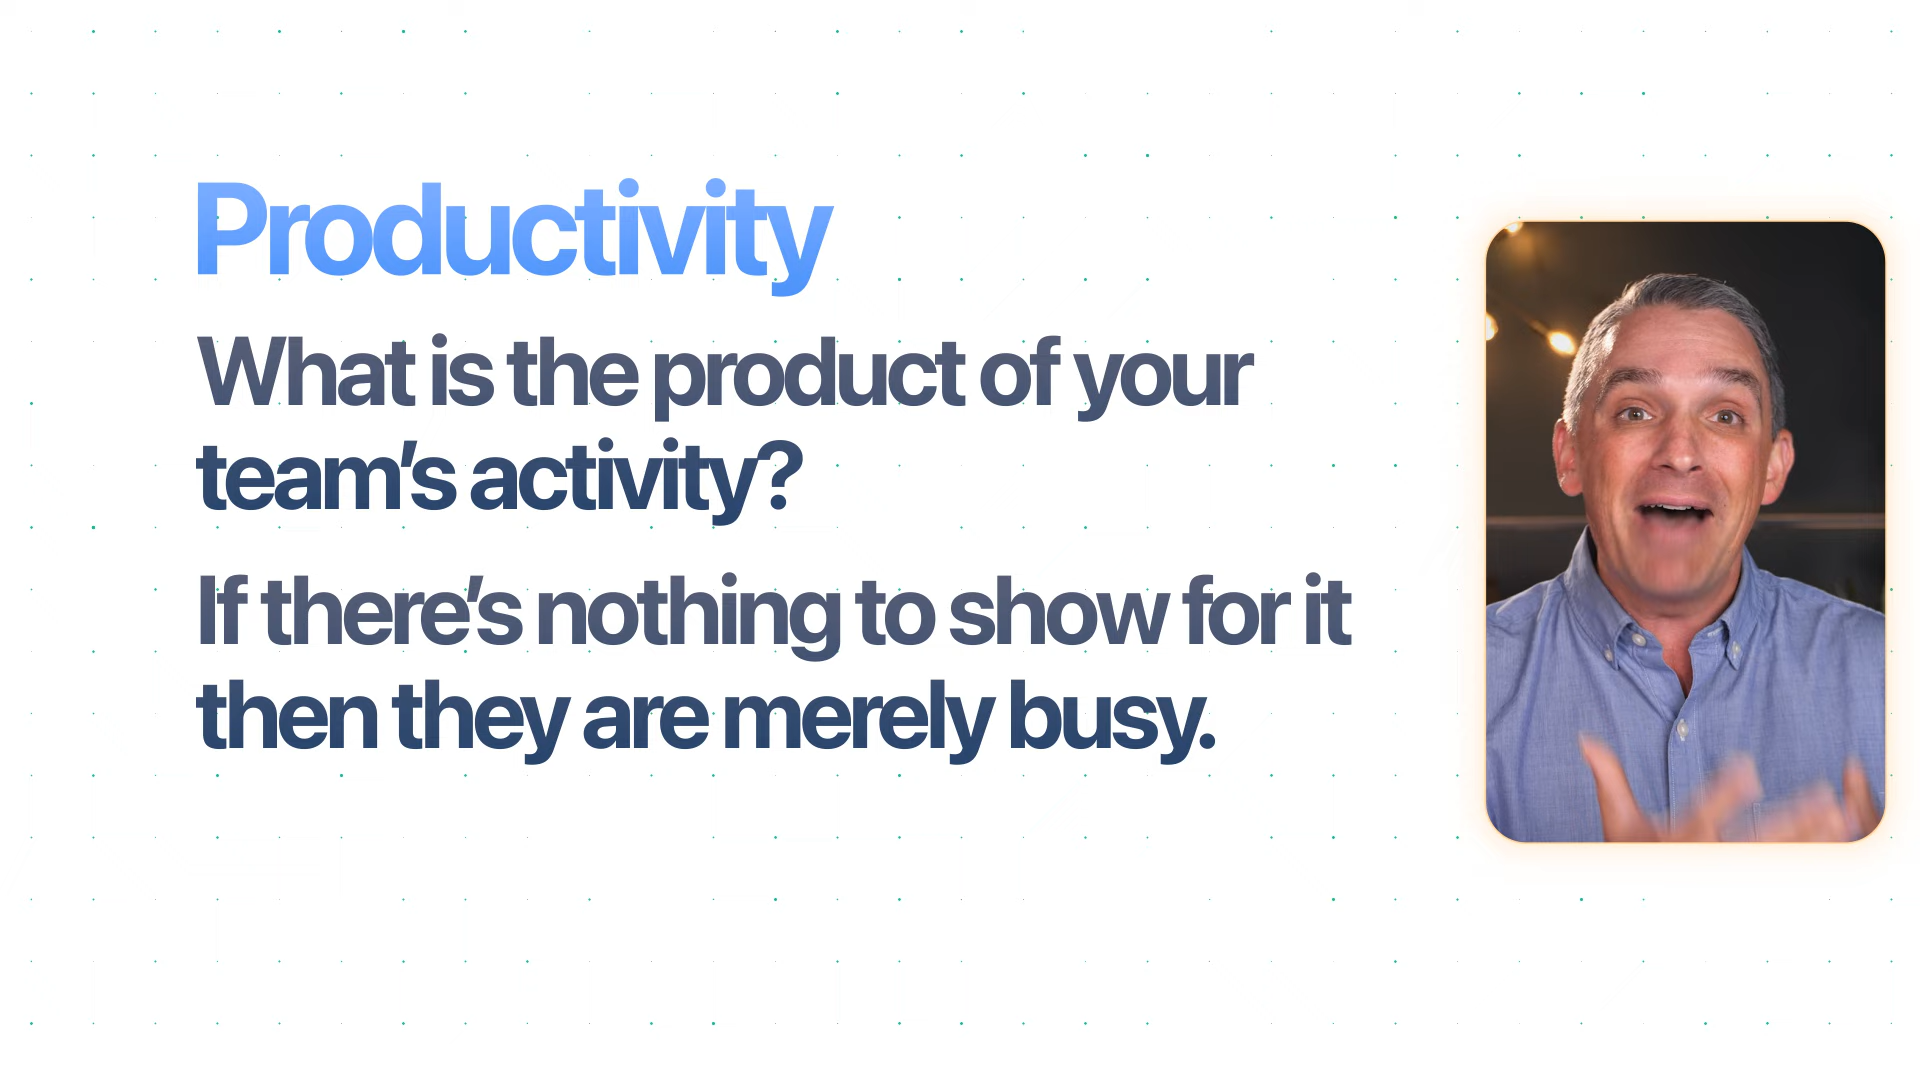 Productivity
What is the product of your
team’s activity?
If there’s nothing to show for it
then they are merely busy.